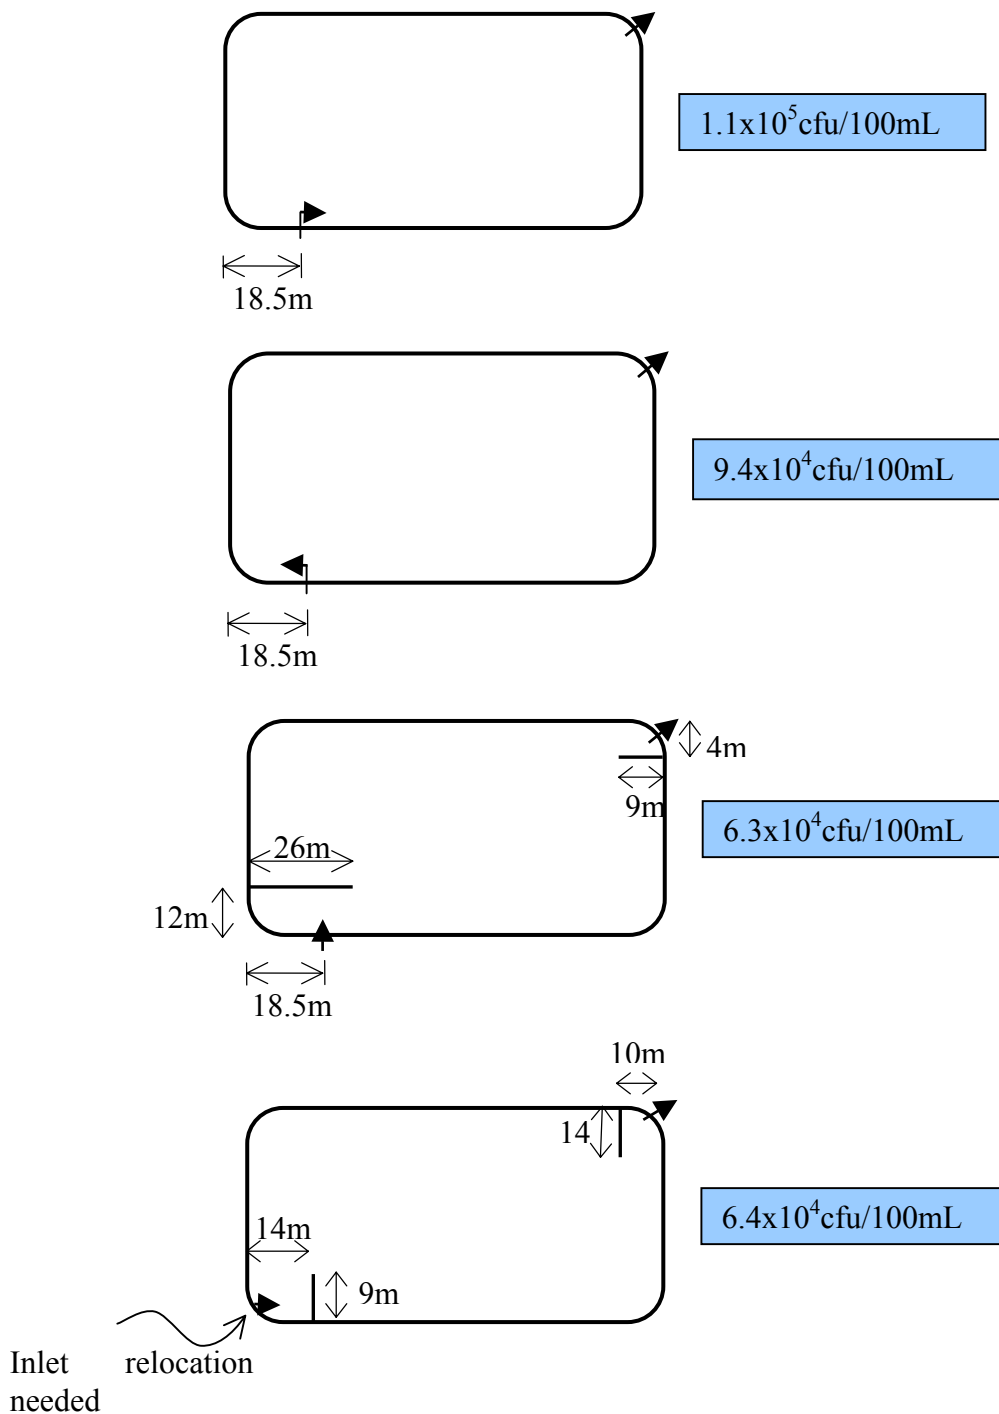 1.1x10⁵cfu/100mL
18.5m
9.4x10⁴cfu/100mL
18.5m
4m
9m
6.3x10⁴cfu/100mL
26m
12m
18.5m
10m
14
6.4x10⁴cfu/100mL
14m
9m
Inlet relocation
needed